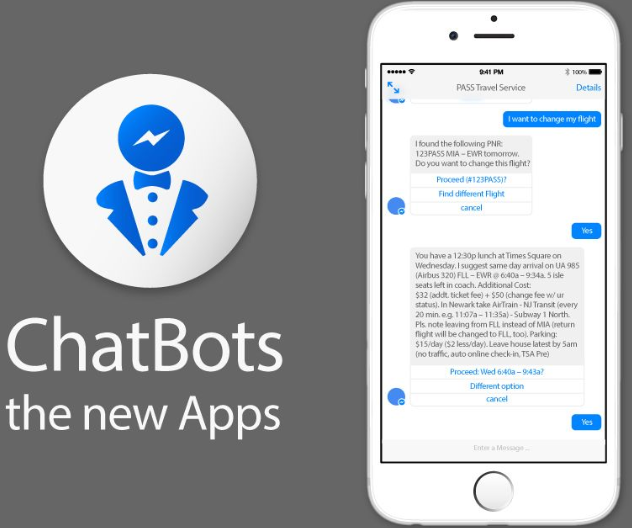 ChatBots
the new Apps
9:41 PM
100%
PASS Travel Service
Details
I want to change my flight
I found the following PNR:
123PASS MIA – EWR tomorrow.
Do you want to change this flight?
Proceed (#123PASS)?
Find different Flight
cancel
Yes
You have a 12:30p lunch at Times Square on
Wednesday. I suggest same day arrival on UA 985
(Airbus 320) FLL – EWR @ 6:40a – 9:34a. 5 isle
seats left in coach. Additional Cost:
$32 (addt. ticket fee) + $50 (change fee w/ ur
status). In Newark take AirTrain - NJ Transit (every
20 min. e.g. 11:07a – 11:35a) - Subway 1 North.
Pls. note leaving from FLL instead of MIA (return
flight will be changed to FLL, too). Parking:
$15/day ($2 less/day). Leave house latest by 5am
(no traffic, auto online check-in, TSA Pre)
Proceed: Wed 6:40a – 9:43a?
Different option
cancel
Yes
Enter a Message...